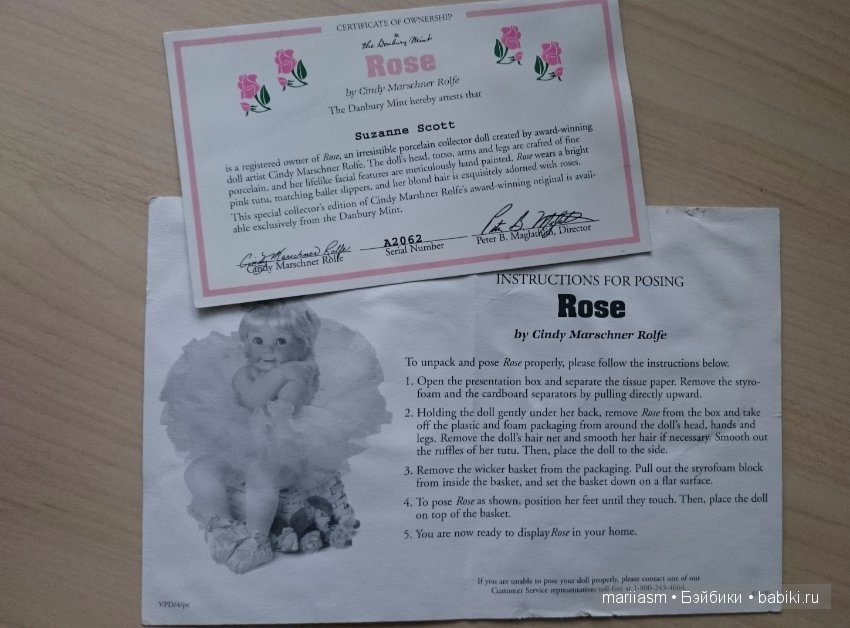 CERTIFICATE OF OWNERSHIP
the Danbury Mint
Rose
by Cindy Marschner Rolfe
The Danbury Mint hereby attests that
Suzanne Scott
is a registered owner of Rose, an irresistible porcelain collector doll created by award-winning
doll artist Cindy Marschner Rolfe. The doll's head, torso, arms and legs are crafted of fine
porcelain, and her lifelike facial features are meticulously hand painted. Rose wears a bright
pink tutu, matching ballet slippers, and her blond hair is exquisitely adorned with roses.
This special collector's edition of Cindy Marshner Rolfe's award-winning original is avail-
able exclusively from the Danbury Mint.
Cindy Marschner Rolfe
A2062
Cindy Marschner Rolfe
Serial Number
Peter B. Maglathlin, Director
INSTRUCTIONS FOR POSING
Rose
by Cindy Marschner Rolfe
To unpack and pose Rose properly, please follow the instructions below.
1. Open the presentation box and separate the tissue paper. Remove the styro-
foam and the cardboard separators by pulling directly upward.
2. Holding the doll gently under her back, remove Rose from the box and take
off the plastic and foam packaging from around the doll's head, hands and
legs. Remove the doll's hair net and smooth her hair if necessary. Smooth out
the ruffles of her tutu. Then, place the doll to the side.
3. Remove the wicker basket from the packaging. Pull out the styrofoam block
from inside the basket, and set the basket down on a flat surface.
4. To pose Rose as shown, position her feet until they touch. Then, place the doll
on top of the basket.
5. You are now ready to display Rose in your home.
If you are unable to pose your doll properly, please contact one of our
Customer Service representatives toll-free at 1-800-243-4664.
VPD/4/pc
mariiasm • Бэйбики • babiki.ru